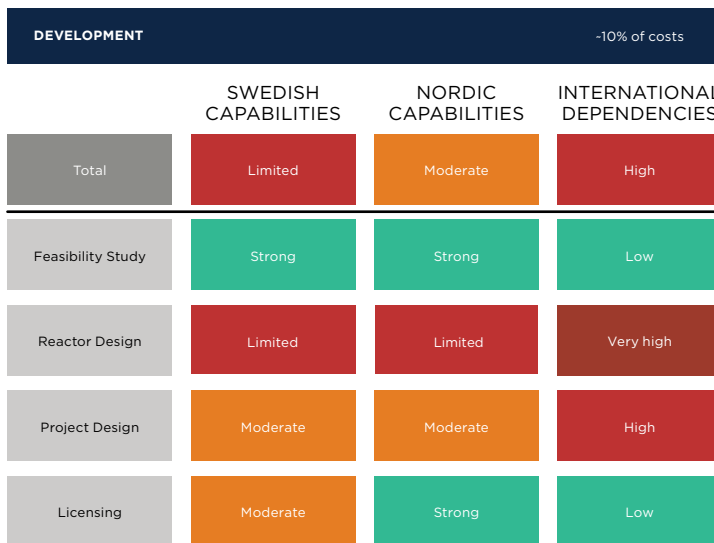 DEVELOPMENT ~10% of costs
SWEDISH NORDIC INTERNATIONAL
CAPABILITIES CAPABILITIES DEPENDENCIES
Total Limited Moderate High
Feasibility Study Strong Strong Low
Reactor Design Limited Limited Very high
Project Design Moderate Moderate High
Licensing Moderate Strong Low